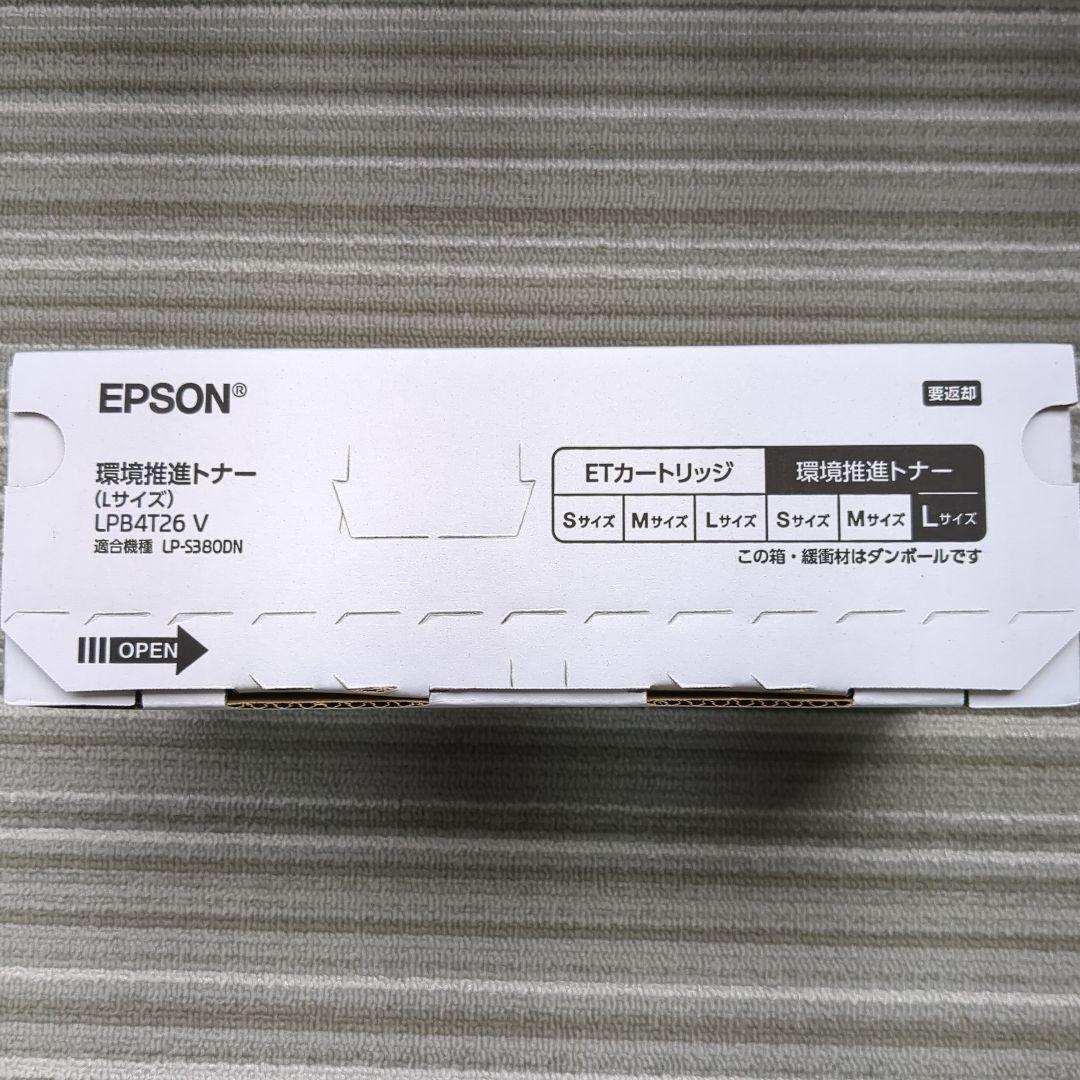 EPSON®
要返却
環境推進トナー
(Lサイズ)
LPB4T26 V
適合機種 LP-S380DN
ETカートリッジ 環境推進トナー
Sサイズ Mサイズ Lサイズ Sサイズ Mサイズ Lサイズ
この箱・緩衝材はダンボールです
OPEN